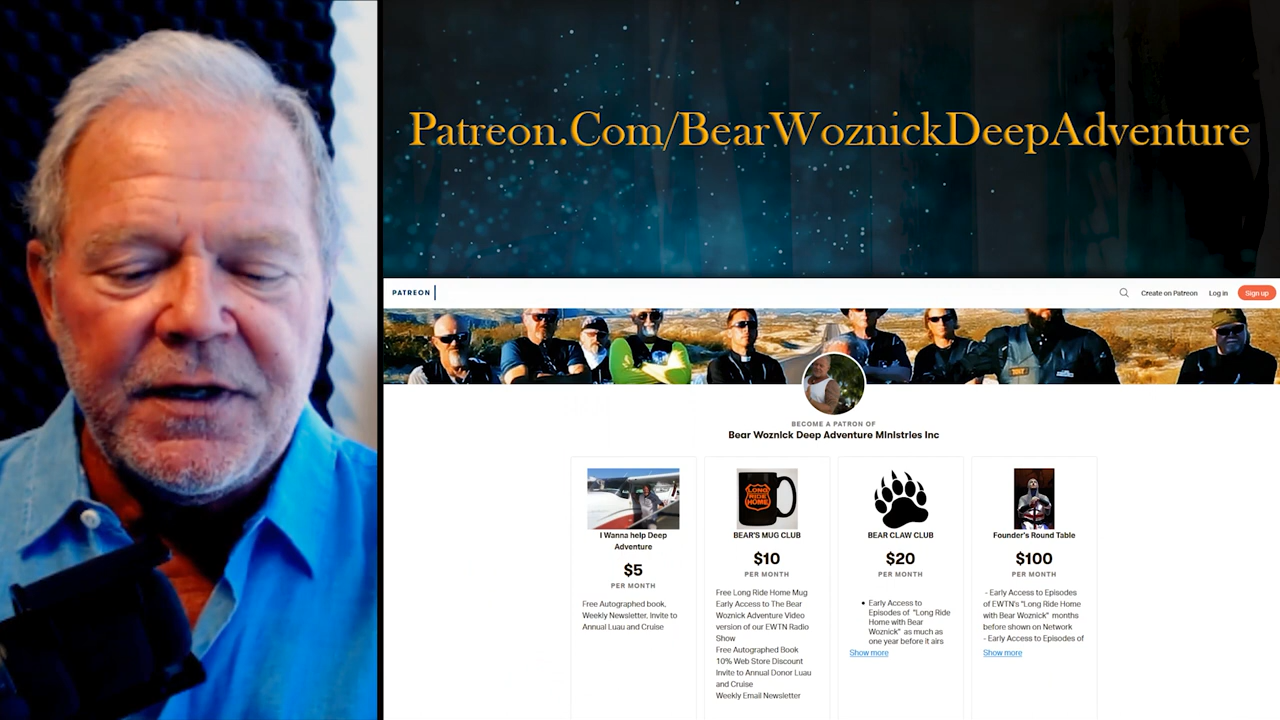 Patreon.Com/BearWoznickDeepAdventure
PATREON
Create on Patreon
Log in
Sign up
BECOME A PATRON OF
Bear Woznick Deep Adventure Ministries Inc
I Wanna help Deep
Adventure
$5
PER MONTH
Free Autographed book,
Weekly Newsletter, Invite to
Annual Luau and Cruise
LONG
RIDE
HOME
BEAR'S MUG CLUB
$10
PER MONTH
Free Long Ride Home Mug
Early Access to The Bear
Woznick Adventure Video
version of our EWTN Radio
Show
Free Autographed Book
10% Web Store Discount
Invite to Annual Donor Luau
and Cruise
Weekly Email Newsletter
BEAR CLAW CLUB
$20
PER MONTH
• Early Access to
Episodes of "Long Ride
Home with Bear
Woznick" as much as
one year before it airs
Show more
Founder's Round Table
$100
PER MONTH
- Early Access to Episodes
of EWTN's "Long Ride Home
with Bear Woznick" months
before shown on Network
- Early Access to Episodes of
Show more